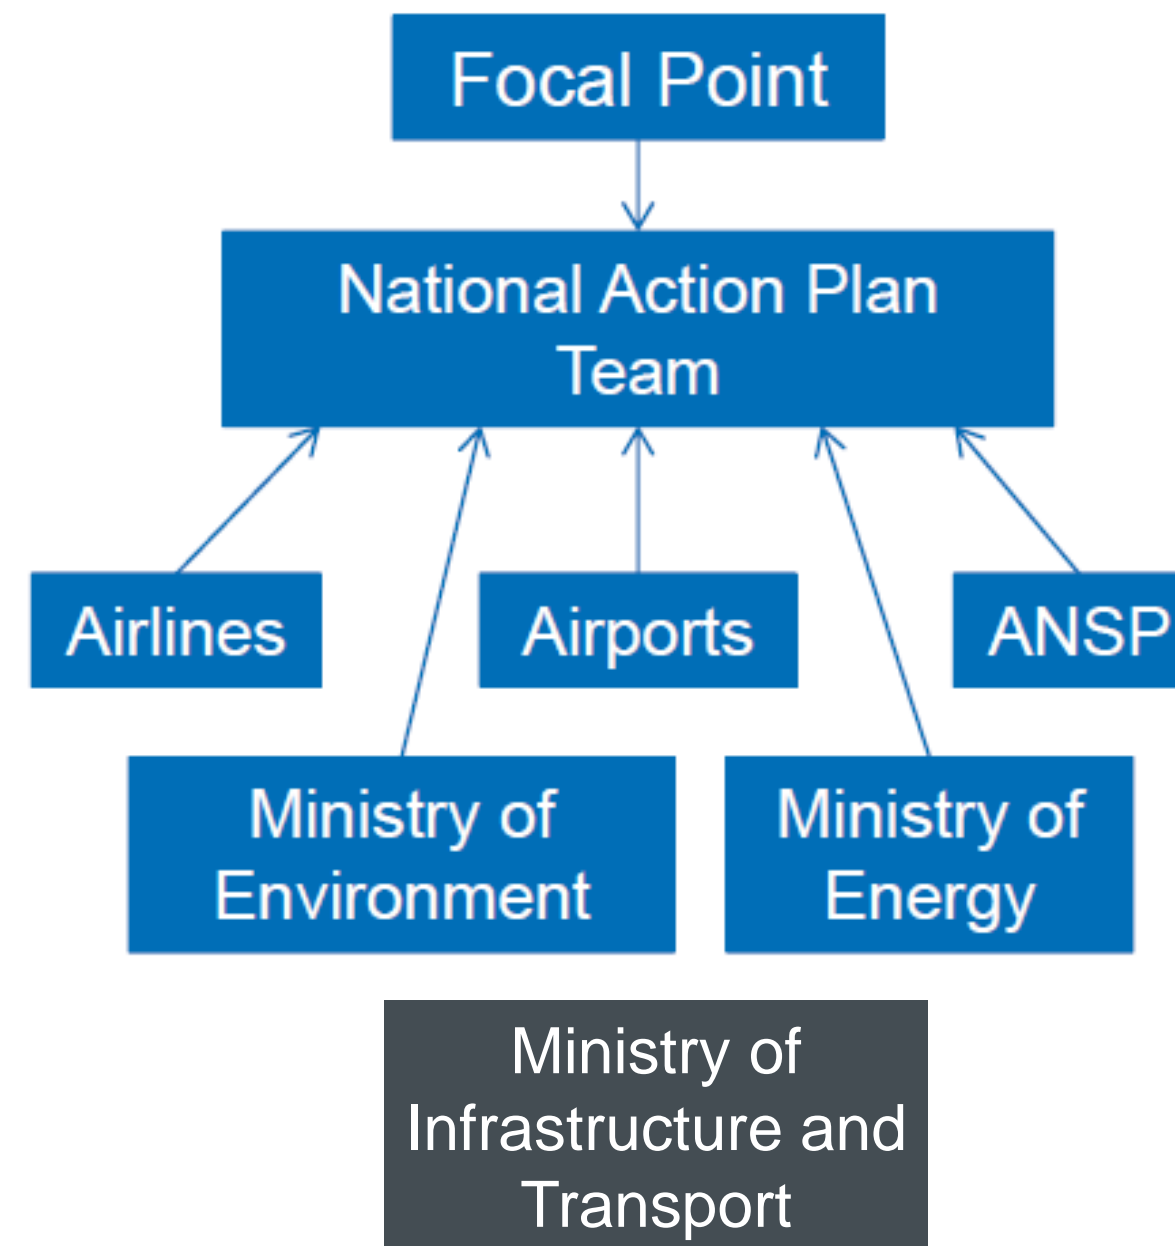 Focal Point
National Action Plan
Team
Airlines
Airports
ANSP
Ministry of
Environment
Ministry of
Energy
Ministry of
Infrastructure and
Transport